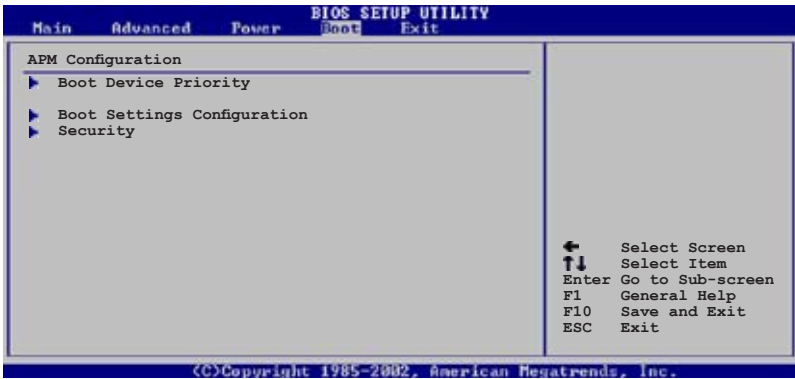 BIOS SETUP UTILITY
Main Advanced Power Boot Exit
APM Configuration
Boot Device Priority
Boot Settings Configuration
Security
← Select Screen
↑↓ Select Item
Enter Go to Sub-screen
F1 General Help
F10 Save and Exit
ESC Exit
(C)Copyright 1985-2002, American Megatrends, Inc.